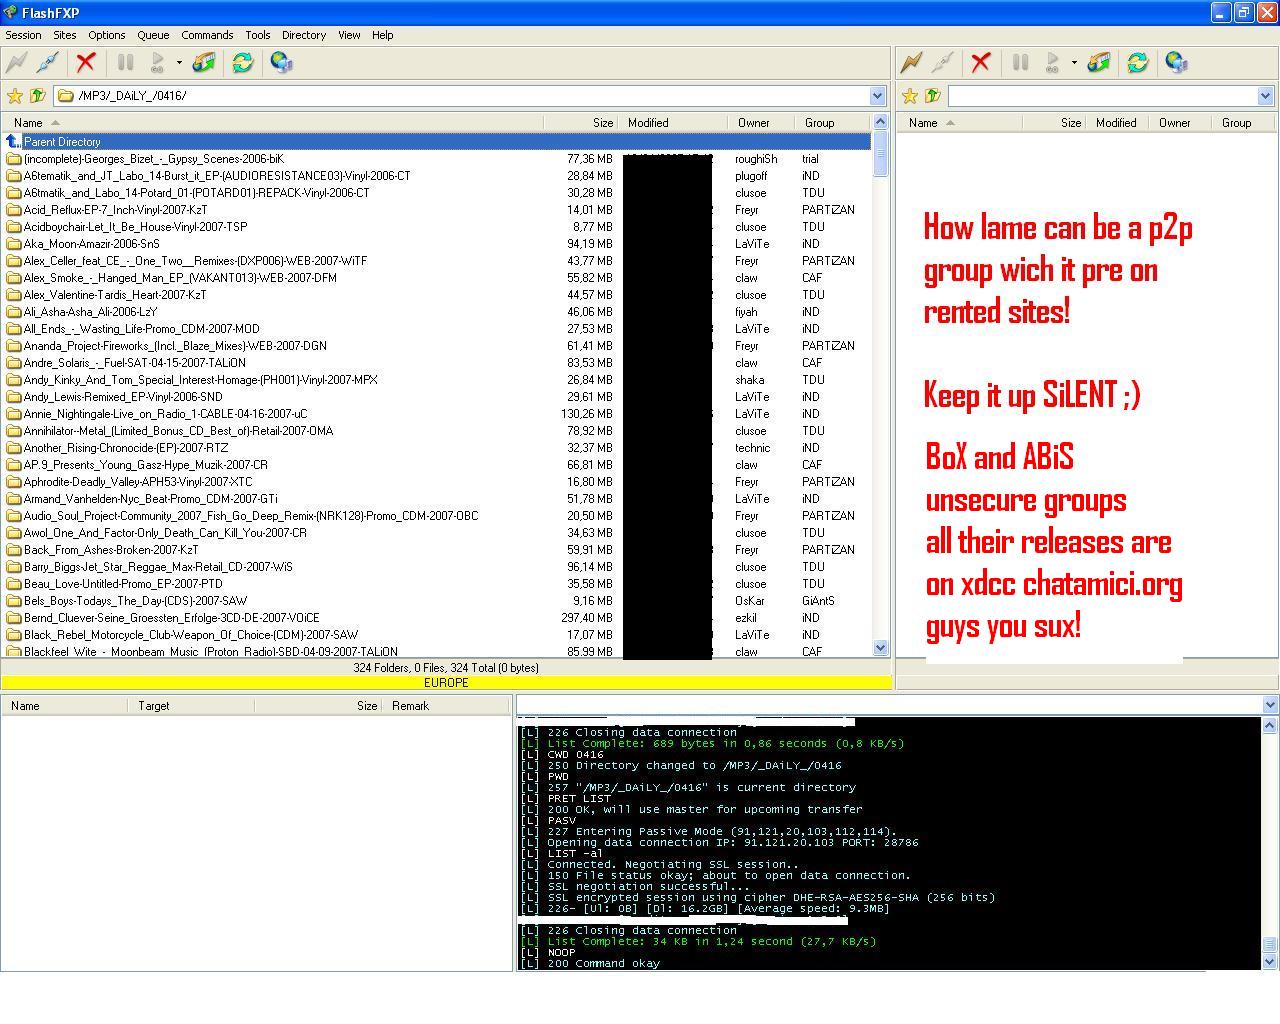 FlashFXP
Session Sites Options Queue Commands Tools Directory View Help
/MP3/_DAiLY_/0416/
Name Size Modified Owner Group
Parent Directory
(incomplete)-Georges_Bizet_-_Gypsy_Scenes-2006-biK 77,36 MB roughiSh trial
A6tematik_and_JT_Labo_14-Burst_it_EP-(AUDIORESISTANCE03)-Vinyl-2006-CT 28,84 MB plugoff iND
A6tmatik_and_Labo_14-Potard_01-(POTARD01)-REPACK-Vinyl-2006-CT 30,28 MB clusoe TDU
Acid_Reflux-EP-7_Inch-Vinyl-2007-KzT 14,01 MB Freyr PARTiZAN
Acidboychair-Let_It_Be_House-Vinyl-2007-TSP 8,77 MB clusoe TDU
Aka_Moon-Amazir-2006-SnS 94,19 MB LaViTe iND
Alex_Celler_feat_CE_-_One_Two__Remixes-(DXP006)-WEB-2007-WiTF 43,77 MB Freyr PARTiZAN
Alex_Smoke_-_Hanged_Man_EP_(VAKANT013)-WEB-2007-DFM 55,82 MB claw CAF
Alex_Valentine-Tardis_Heart-2007-KzT 44,57 MB clusoe TDU
Ali_Asha-Asha_Ali-2006-LzY 46,06 MB fiyah iND
All_Ends_-_Wasting_Life-Promo_CDM-2007-MOD 27,53 MB LaViTe iND
Ananda_Project-Fireworks_(Incl._Blaze_Mixes)-WEB-2007-DGN 61,41 MB Freyr PARTiZAN
Andre_Solaris_-_Fuel-SAT-04-15-2007-TALiON 83,53 MB claw CAF
Andy_Kinky_And_Tom_Special_Interest-Homage-(PH001)-Vinyl-2007-MPX 26,84 MB shaka TDU
Andy_Lewis-Remixed_EP-Vinyl-2006-SND 29,61 MB LaViTe iND
Annie_Nightingale-Live_on_Radio_1-CABLE-04-16-2007-uC 130,26 MB LaViTe iND
Annihilator--Metal_(Limited_Bonus_CD_Best_of)-Retail-2007-OMA 78,92 MB clusoe TDU
Another_Rising-Chronocide-(EP)-2007-RTZ 32,37 MB technic iND
AP.9_Presents_Young_Gasz-Hype_Muzik-2007-CR 66,81 MB claw CAF
Aphrodite-Deadly_Valley-APH53-Vinyl-2007-XTC 16,80 MB Freyr PARTiZAN
Armand_Vanhelden-Nyc_Beat-Promo_CDM-2007-GTi 51,78 MB LaViTe iND
Audio_Soul_Project-Community_2007_Fish_Go_Deep_Remix-(NRK128)-Promo_CDM-2007-OBC 20,50 MB Freyr PARTiZAN
Awol_One_And_Factor-Only_Death_Can_Kill_You-2007-CR 34,63 MB clusoe TDU
Back_From_Ashes-Broken-2007-KzT 59,91 MB Freyr PARTiZAN
Barry_Biggs-Jet_Star_Reggae_Max-Retail_CD-2007-WiS 96,14 MB clusoe TDU
Beau_Love-Untitled-Promo_EP-2007-PTD 35,58 MB clusoe TDU
Bels_Boys-Todays_The_Day-(CDS)-2007-SAW 9,16 MB OsKar GiAntS
Bernd_Cluever-Seine_Groessten_Erfolge-3CD-DE-2007-VOiCE 297,40 MB ezkil iND
Black_Rebel_Motorcycle_Club-Weapon_Of_Choice-(CDM)-2007-SAW 17,07 MB LaViTe iND
Blackfeel_Wite_-_Moonbeam_Music_(Proton_Radio)-SBD-04-09-2007-TALiON 85,99 MB claw CAF
324 Folders, 0 Files, 324 Total (0 bytes)
EUROPE
Name Size Modified Owner Group
How lame can be a p2p
group wich it pre on
rented sites!
Keep it up SiLENT ;)
BoX and ABiS
unsecure groups
all their releases are
on xdcc chatamici.org
guys you sux!
Name Target Size Remark
[L] 226 Closing data connection
[L] List Complete: 689 bytes in 0,86 seconds (0,8 KB/s)
[L] CWD 0416
[L] 250 Directory changed to /MP3/_DAiLY_/0416
[L] PWD
[L] 257 "/MP3/_DAiLY_/0416" is current directory
[L] PRET LIST
[L] 200 OK, will use master for upcoming transfer
[L] PASV
[L] 227 Entering Passive Mode (91,121,20,103,112,114).
[L] Opening data connection IP: 91.121.20.103 PORT: 28786
[L] LIST -al
[L] Connected. Negotiating SSL session..
[L] 150 File status okay; about to open data connection.
[L] SSL negotiation successful...
[L] SSL encrypted session using cipher DHE-RSA-AES256-SHA (256 bits)
[L] 226- [Ul: 0B] [Dl: 16.2GB] [Average speed: 9.3MB]
[L] 226 Closing data connection
[L] List Complete: 34 KB in 1,24 second (27,7 KB/s)
[L] NOOP
[L] 200 Command okay